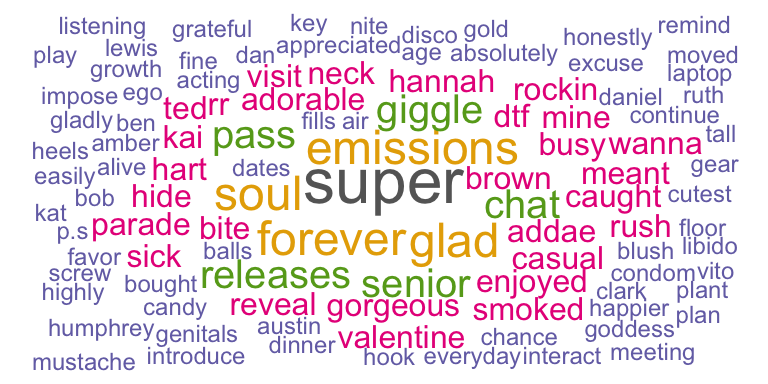 listening grateful key nite disco gold honestly remind
play lewis fine dan appreciated age absolutely excuse moved
growth acting visit neck hannah rockin laptop
impose ego tedrr adorable giggle dtf mine daniel ruth
gladly ben kai pass fills air continue
heels amber emissions busy wanna tall
easily alive hart dates super brown meant gear
bob hide soul chat caught cutest
kat
p.s parade bite forever glad addae rush floor
favor sick balls casual blush libido
screw bought releases senior enjoyed condom vito
highly candy reveal gorgeous smoked clark plant
happier plan
humphrey genitals austin valentine chance goddess
mustache introduce dinner hook everyday interact meeting